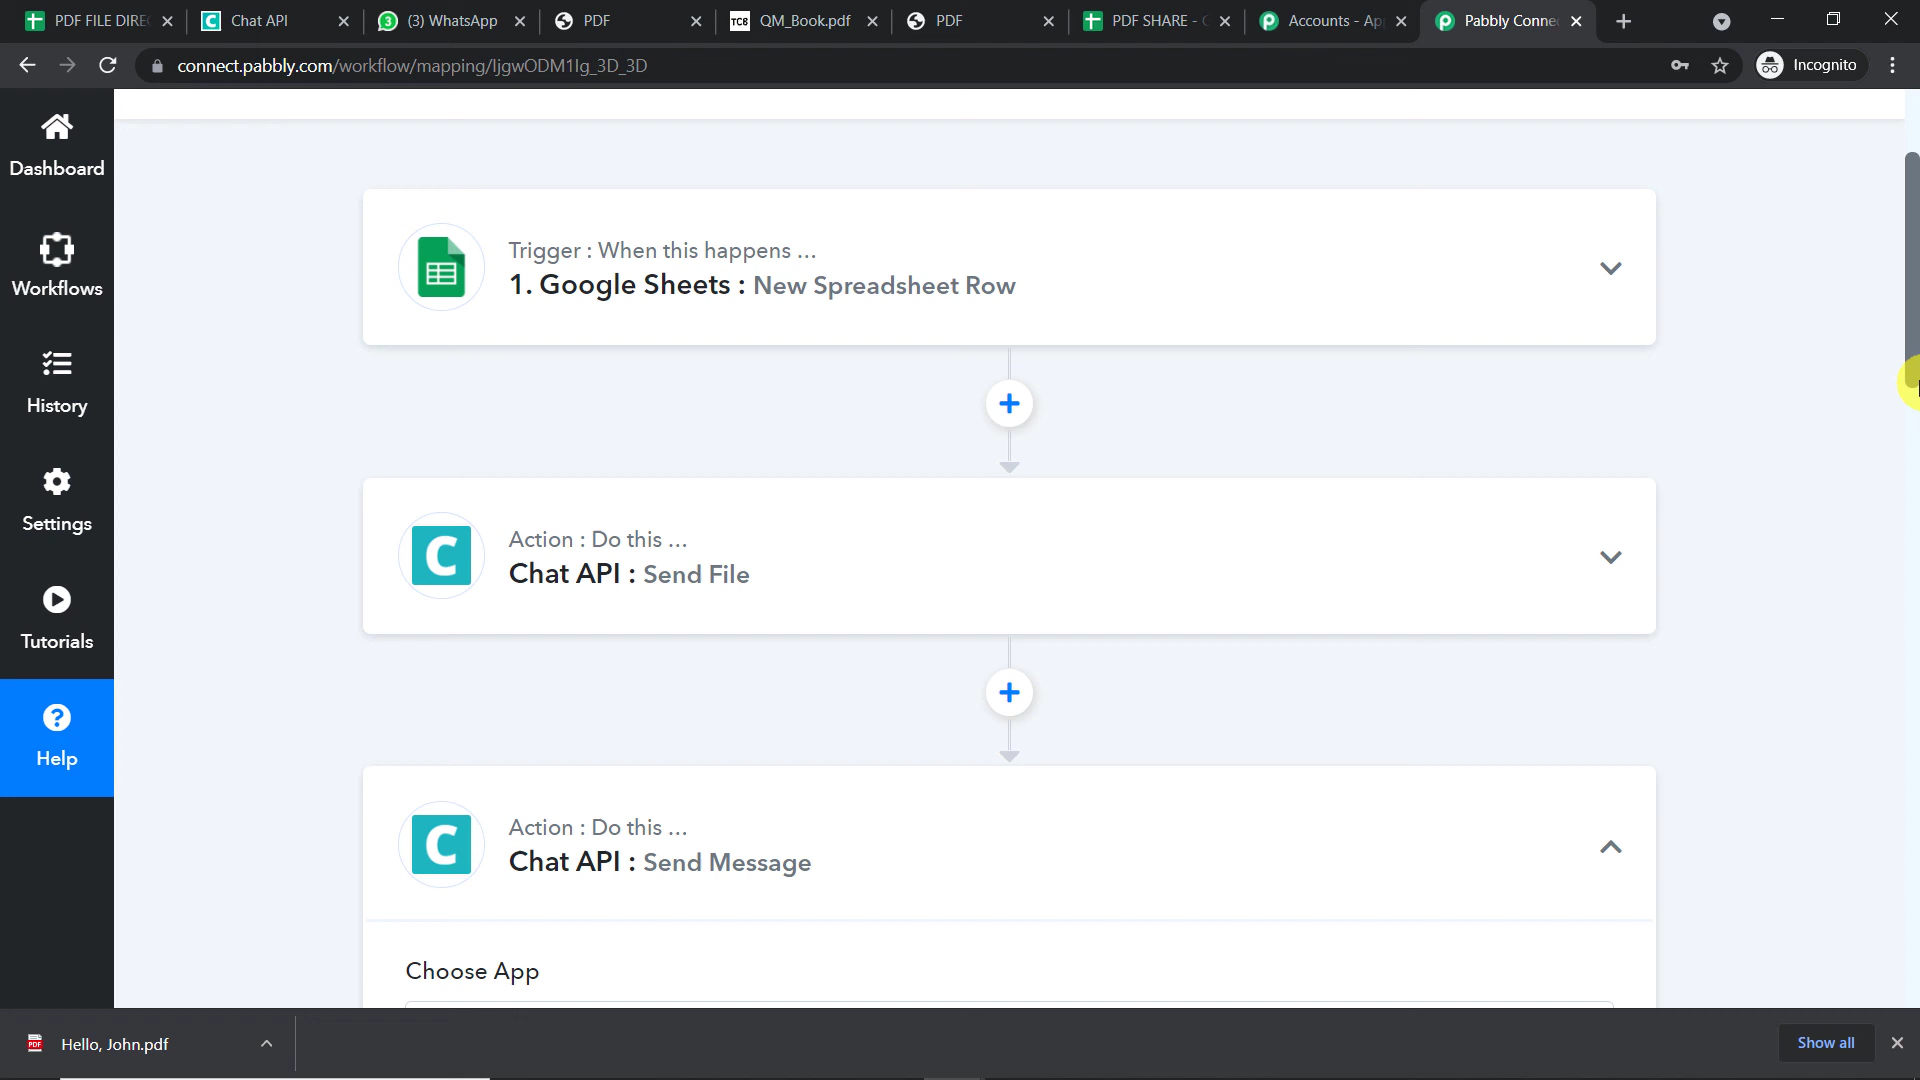 PDF FILE DIRE
Chat API
(3) WhatsApp
PDF
QM_Book.pdf
PDF
PDF SHARE -
Accounts - Ap
Pabbly Conne
connect.pabbly.com/workflow/mapping/IjgwODM1Ig_3D_3D
Incognito
Dashboard
Workflows
History
Settings
Tutorials
Help
Trigger : When this happens ...
1. Google Sheets : New Spreadsheet Row
Action : Do this ...
C
Chat API : Send File
Action : Do this ...
C
Chat API : Send Message
Choose App
Hello, John.pdf
Show all